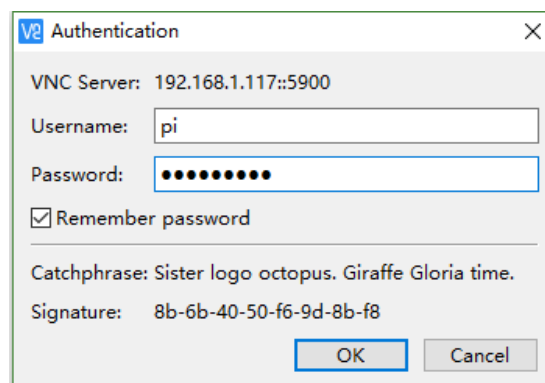 Authentication
VNC Server: 192.168.1.117::5900
Username: pi
Password: ●●●●●●●●●
Remember password
Catchphrase: Sister logo octopus. Giraffe Gloria time.
Signature: 8b-6b-40-50-f6-9d-8b-f8
OK Cancel